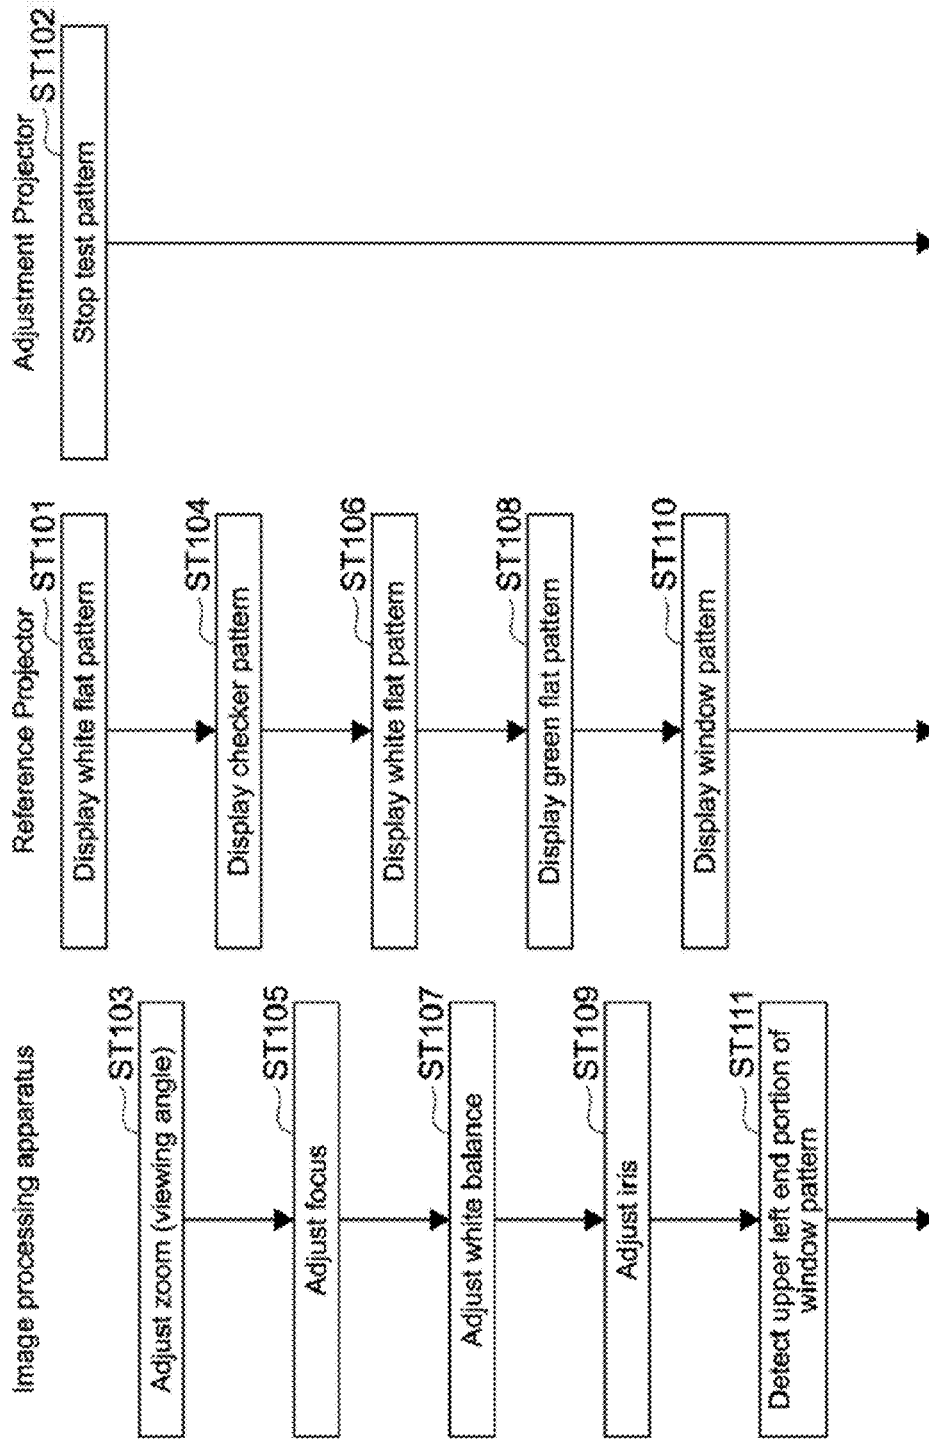 Image processing apparatus
ST103
Adjust zoom (viewing angle)
ST105
Adjust focus
ST107
Adjust white balance
ST109
Adjust iris
ST111
Detect upper left end portion of
window pattern
Reference Projector
ST101
Display white flat pattern
ST104
Display checker pattern
ST106
Display white flat pattern
ST108
Display green flat pattern
ST110
Display window pattern
Adjustment Projector
ST102
Stop test pattern